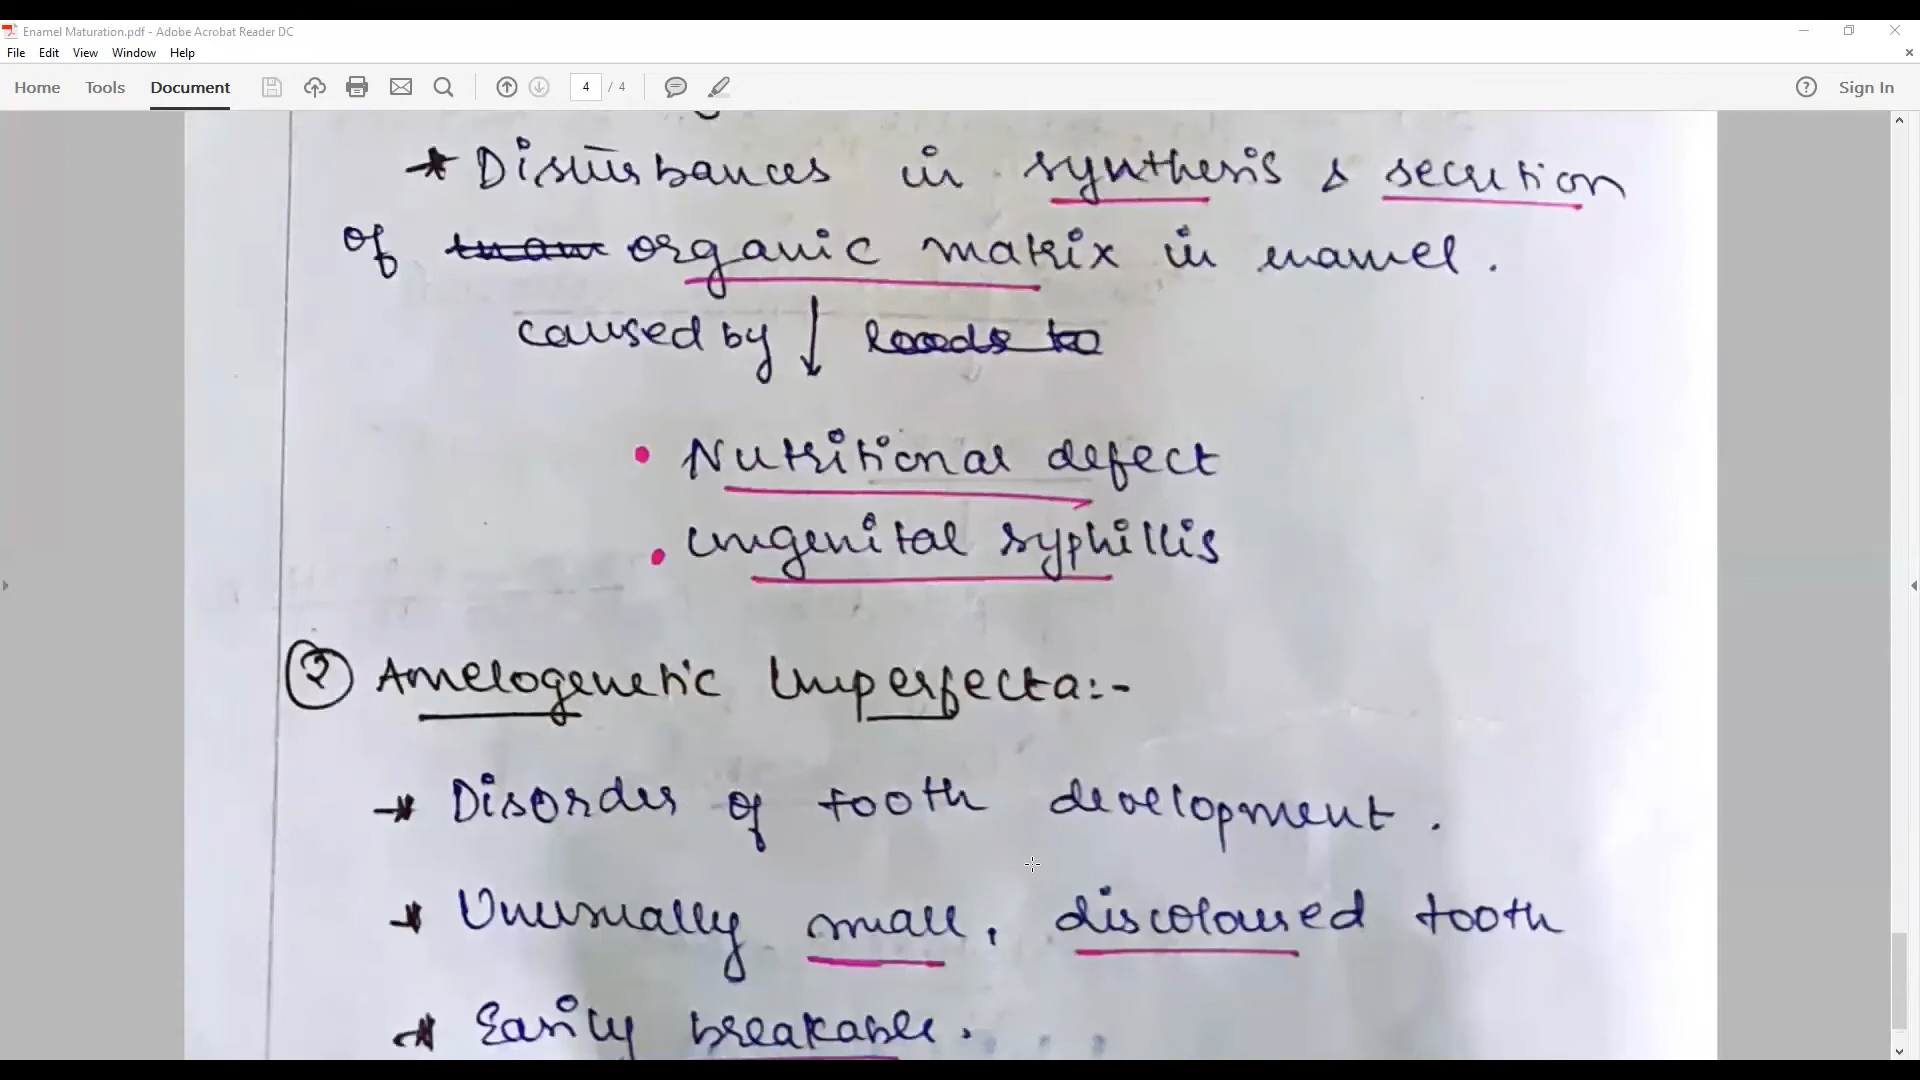 Enamel Maturation.pdf - Adobe Acrobat Reader DC
File Edit View Window Help
Home Tools Document 4 / 4 Sign In
* Disturbances in synthesis & secretion
of organic matrix in enamel.
caused by ↓ leads to
• Nutritional defect
• Congenital syphillis
② Amelogenetic Imperfecta:-
→ Disorder of tooth development.
→ Unusually small, discoloured tooth
→ Easily breakable.